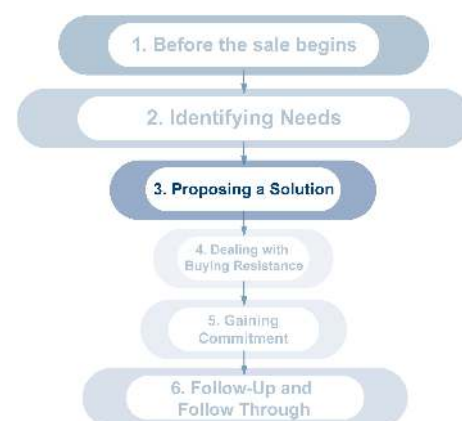 1. Before the sale begins
2. Identifying Needs
3. Proposing a Solution
4. Dealing with
Buying Resistance
5. Gaining
Commitment
6. Follow-Up and
Follow Through